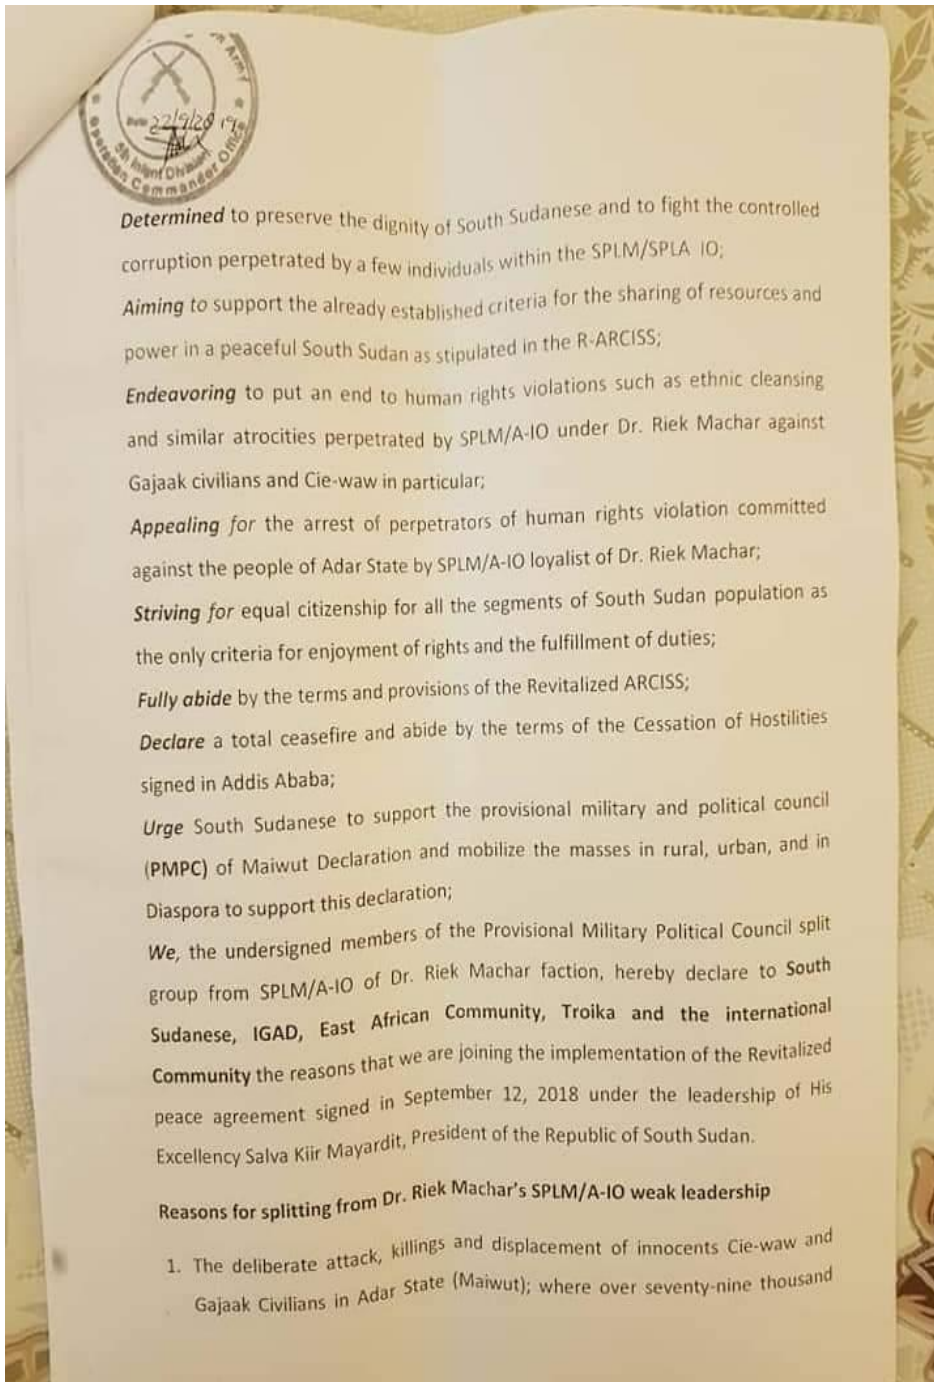 n Army
Date 22/9/2019
5th Infent Division
Operation Commander Office
Determined to preserve the dignity of South Sudanese and to fight the controlled
corruption perpetrated by a few individuals within the SPLM/SPLA IO;
Aiming to support the already established criteria for the sharing of resources and
power in a peaceful South Sudan as stipulated in the R-ARCISS;
Endeavoring to put an end to human rights violations such as ethnic cleansing
and similar atrocities perpetrated by SPLM/A-IO under Dr. Riek Machar against
Gajaak civilians and Cie-waw in particular;
Appealing for the arrest of perpetrators of human rights violation committed
against the people of Adar State by SPLM/A-IO loyalist of Dr. Riek Machar;
Striving for equal citizenship for all the segments of South Sudan population as
the only criteria for enjoyment of rights and the fulfillment of duties;
Fully abide by the terms and provisions of the Revitalized ARCISS;
Declare a total ceasefire and abide by the terms of the Cessation of Hostilities
signed in Addis Ababa;
Urge South Sudanese to support the provisional military and political council
(PMPC) of Maiwut Declaration and mobilize the masses in rural, urban, and in
Diaspora to support this declaration;
We, the undersigned members of the Provisional Military Political Council split
group from SPLM/A-IO of Dr. Riek Machar faction, hereby declare to South
Sudanese, IGAD, East African Community, Troika and the international
Community the reasons that we are joining the implementation of the Revitalized
peace agreement signed in September 12, 2018 under the leadership of His
Excellency Salva Kiir Mayardit, President of the Republic of South Sudan.
Reasons for splitting from Dr. Riek Machar's SPLM/A-IO weak leadership
1. The deliberate attack, killings and displacement of innocents Cie-waw and
Gajaak Civilians in Adar State (Maiwut); where over seventy-nine thousand